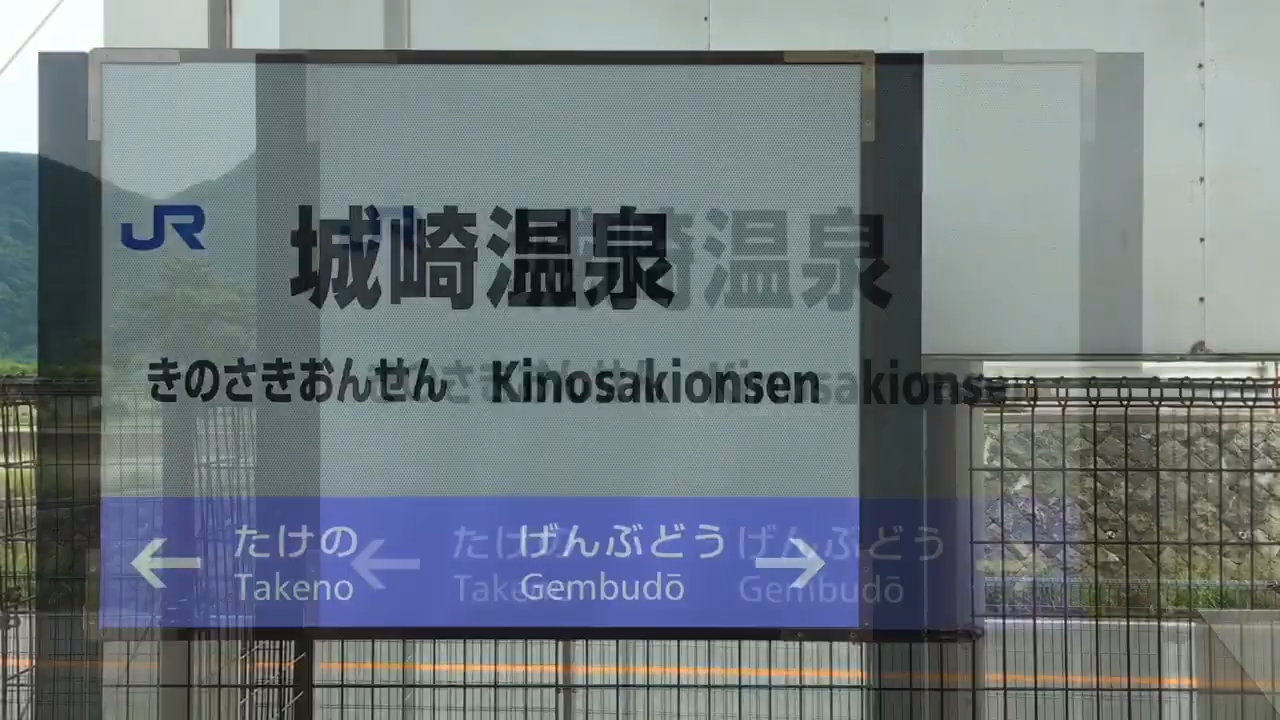 JR 城崎温泉
きのさきおんせん Kinosakionsen
← たけの げんぶどう →
Takeno Gembudō